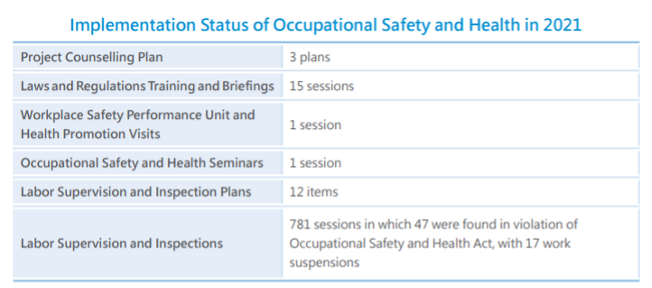 Implementation Status of Occupational Safety and Health in 2021
Project Counselling Plan
3 plans
Laws and Regulations Training and Briefings
15 sessions
Workplace Safety Performance Unit and
Health Promotion Visits
1 session
Occupational Safety and Health Seminars
1 session
Labor Supervision and Inspection Plans
12 items
Labor Supervision and Inspections
781 sessions in which 47 were found in violation of
Occupational Safety and Health Act, with 17 work
suspensions